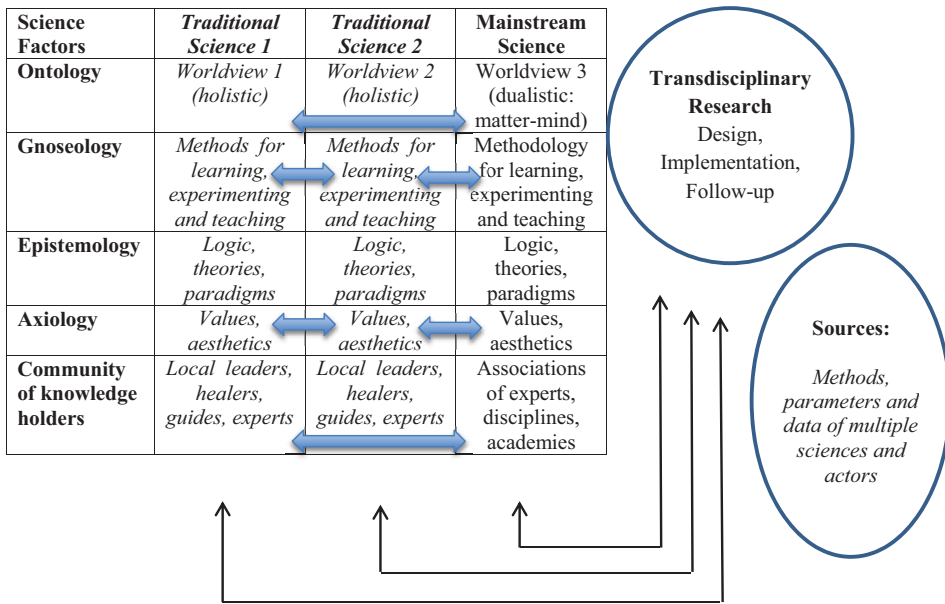 Science Factors
Traditional Science 1
Traditional Science 2
Mainstream Science
Ontology
Worldview 1 (holistic)
Worldview 2 (holistic)
Worldview 3 (dualistic: matter-mind)
Gnoseology
Methods for learning, experimenting and teaching
Methods for learning, experimenting and teaching
Methodology for learning, experimenting and teaching
Epistemology
Logic, theories, paradigms
Logic, theories, paradigms
Logic, theories, paradigms
Axiology
Values, aesthetics
Values, aesthetics
Values, aesthetics
Community of knowledge holders
Local leaders, healers, guides, experts
Local leaders, healers, guides, experts
Associations of experts, disciplines, academies
Transdisciplinary
Research
Design,
Implementation,
Follow-up
Sources:
Methods,
parameters and
data of multiple
sciences and
actors